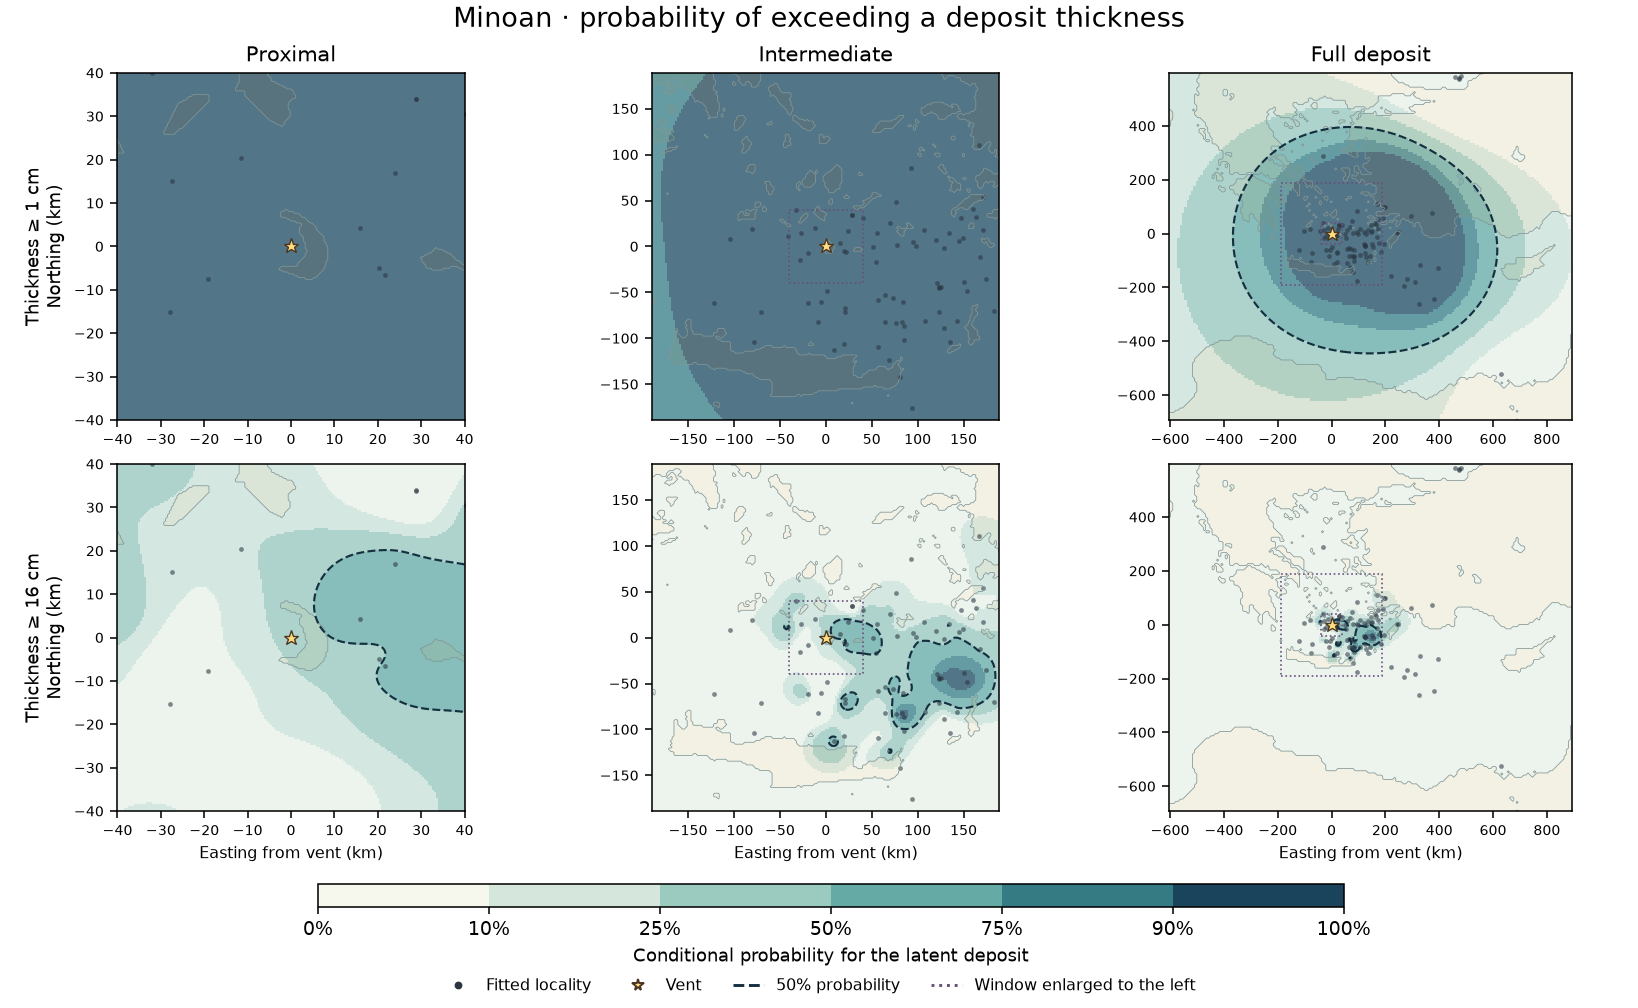 Minoan · probability of exceeding a deposit thickness
Proximal
Intermediate
Full deposit
Thickness ≥ 1 cm
Northing (km)
40
30
20
10
0
−10
−20
−30
−40
−40 −30 −20 −10 0 10 20 30 40
150
100
50
0
−50
−100
−150
−150 −100 −50 0 50 100 150
400
200
0
−200
−400
−600
−600 −400 −200 0 200 400 600 800
Thickness ≥ 16 cm
Northing (km)
40
30
20
10
0
−10
−20
−30
−40
−40 −30 −20 −10 0 10 20 30 40
Easting from vent (km)
150
100
50
0
−50
−100
−150
−150 −100 −50 0 50 100 150
Easting from vent (km)
400
200
0
−200
−400
−600
−600 −400 −200 0 200 400 600 800
Easting from vent (km)
0% 10% 25% 50% 75% 90% 100%
Conditional probability for the latent deposit
Fitted locality Vent 50% probability Window enlarged to the left